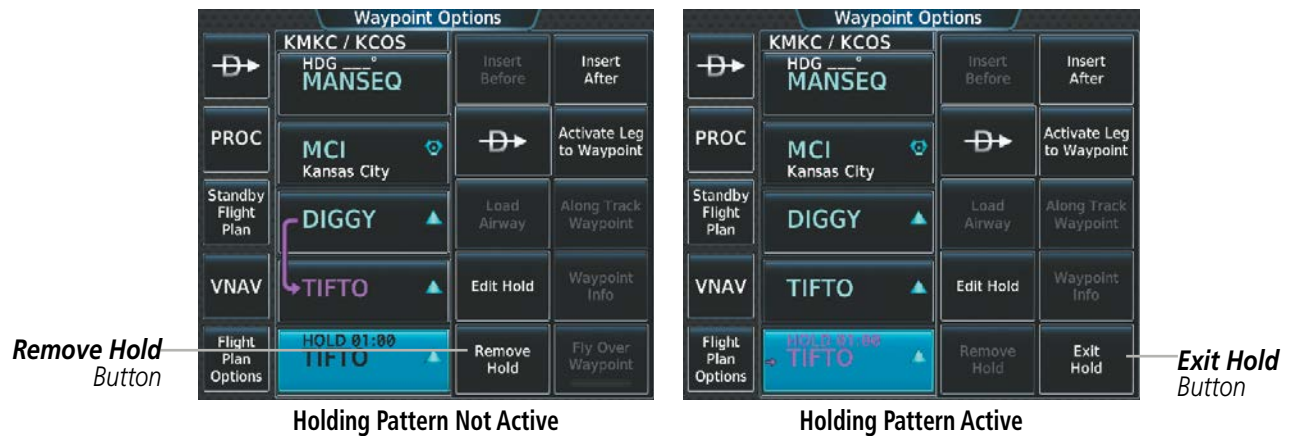 Waypoint Options
KMKC / KCOS
HDG ___°
MANSEQ
Insert
Before
Insert
After
PROC
MCI
Kansas City
Activate Leg
to Waypoint
Standby
Flight
Plan
DIGGY
Load
Airway
Along Track
Waypoint
VNAV
TIFTO
Edit Hold
Waypoint
Info
Flight
Plan
Options
HOLD 01:00
TIFTO
Remove
Hold
Fly Over
Waypoint
Remove Hold
Button
Holding Pattern Not Active
Waypoint Options
KMKC / KCOS
HDG ___°
MANSEQ
Insert
Before
Insert
After
PROC
MCI
Kansas City
Activate Leg
to Waypoint
Standby
Flight
Plan
DIGGY
Load
Airway
Along Track
Waypoint
VNAV
TIFTO
Edit Hold
Waypoint
Info
Flight
Plan
Options
HOLD 01:00
TIFTO
Remove
Hold
Exit
Hold
Exit Hold
Button
Holding Pattern Active